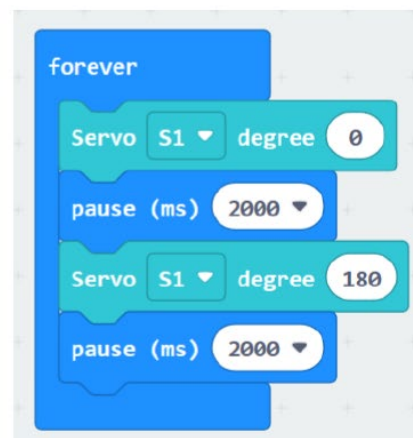 forever
Servo S1 degree 0
pause (ms) 2000
Servo S1 degree 180
pause (ms) 2000